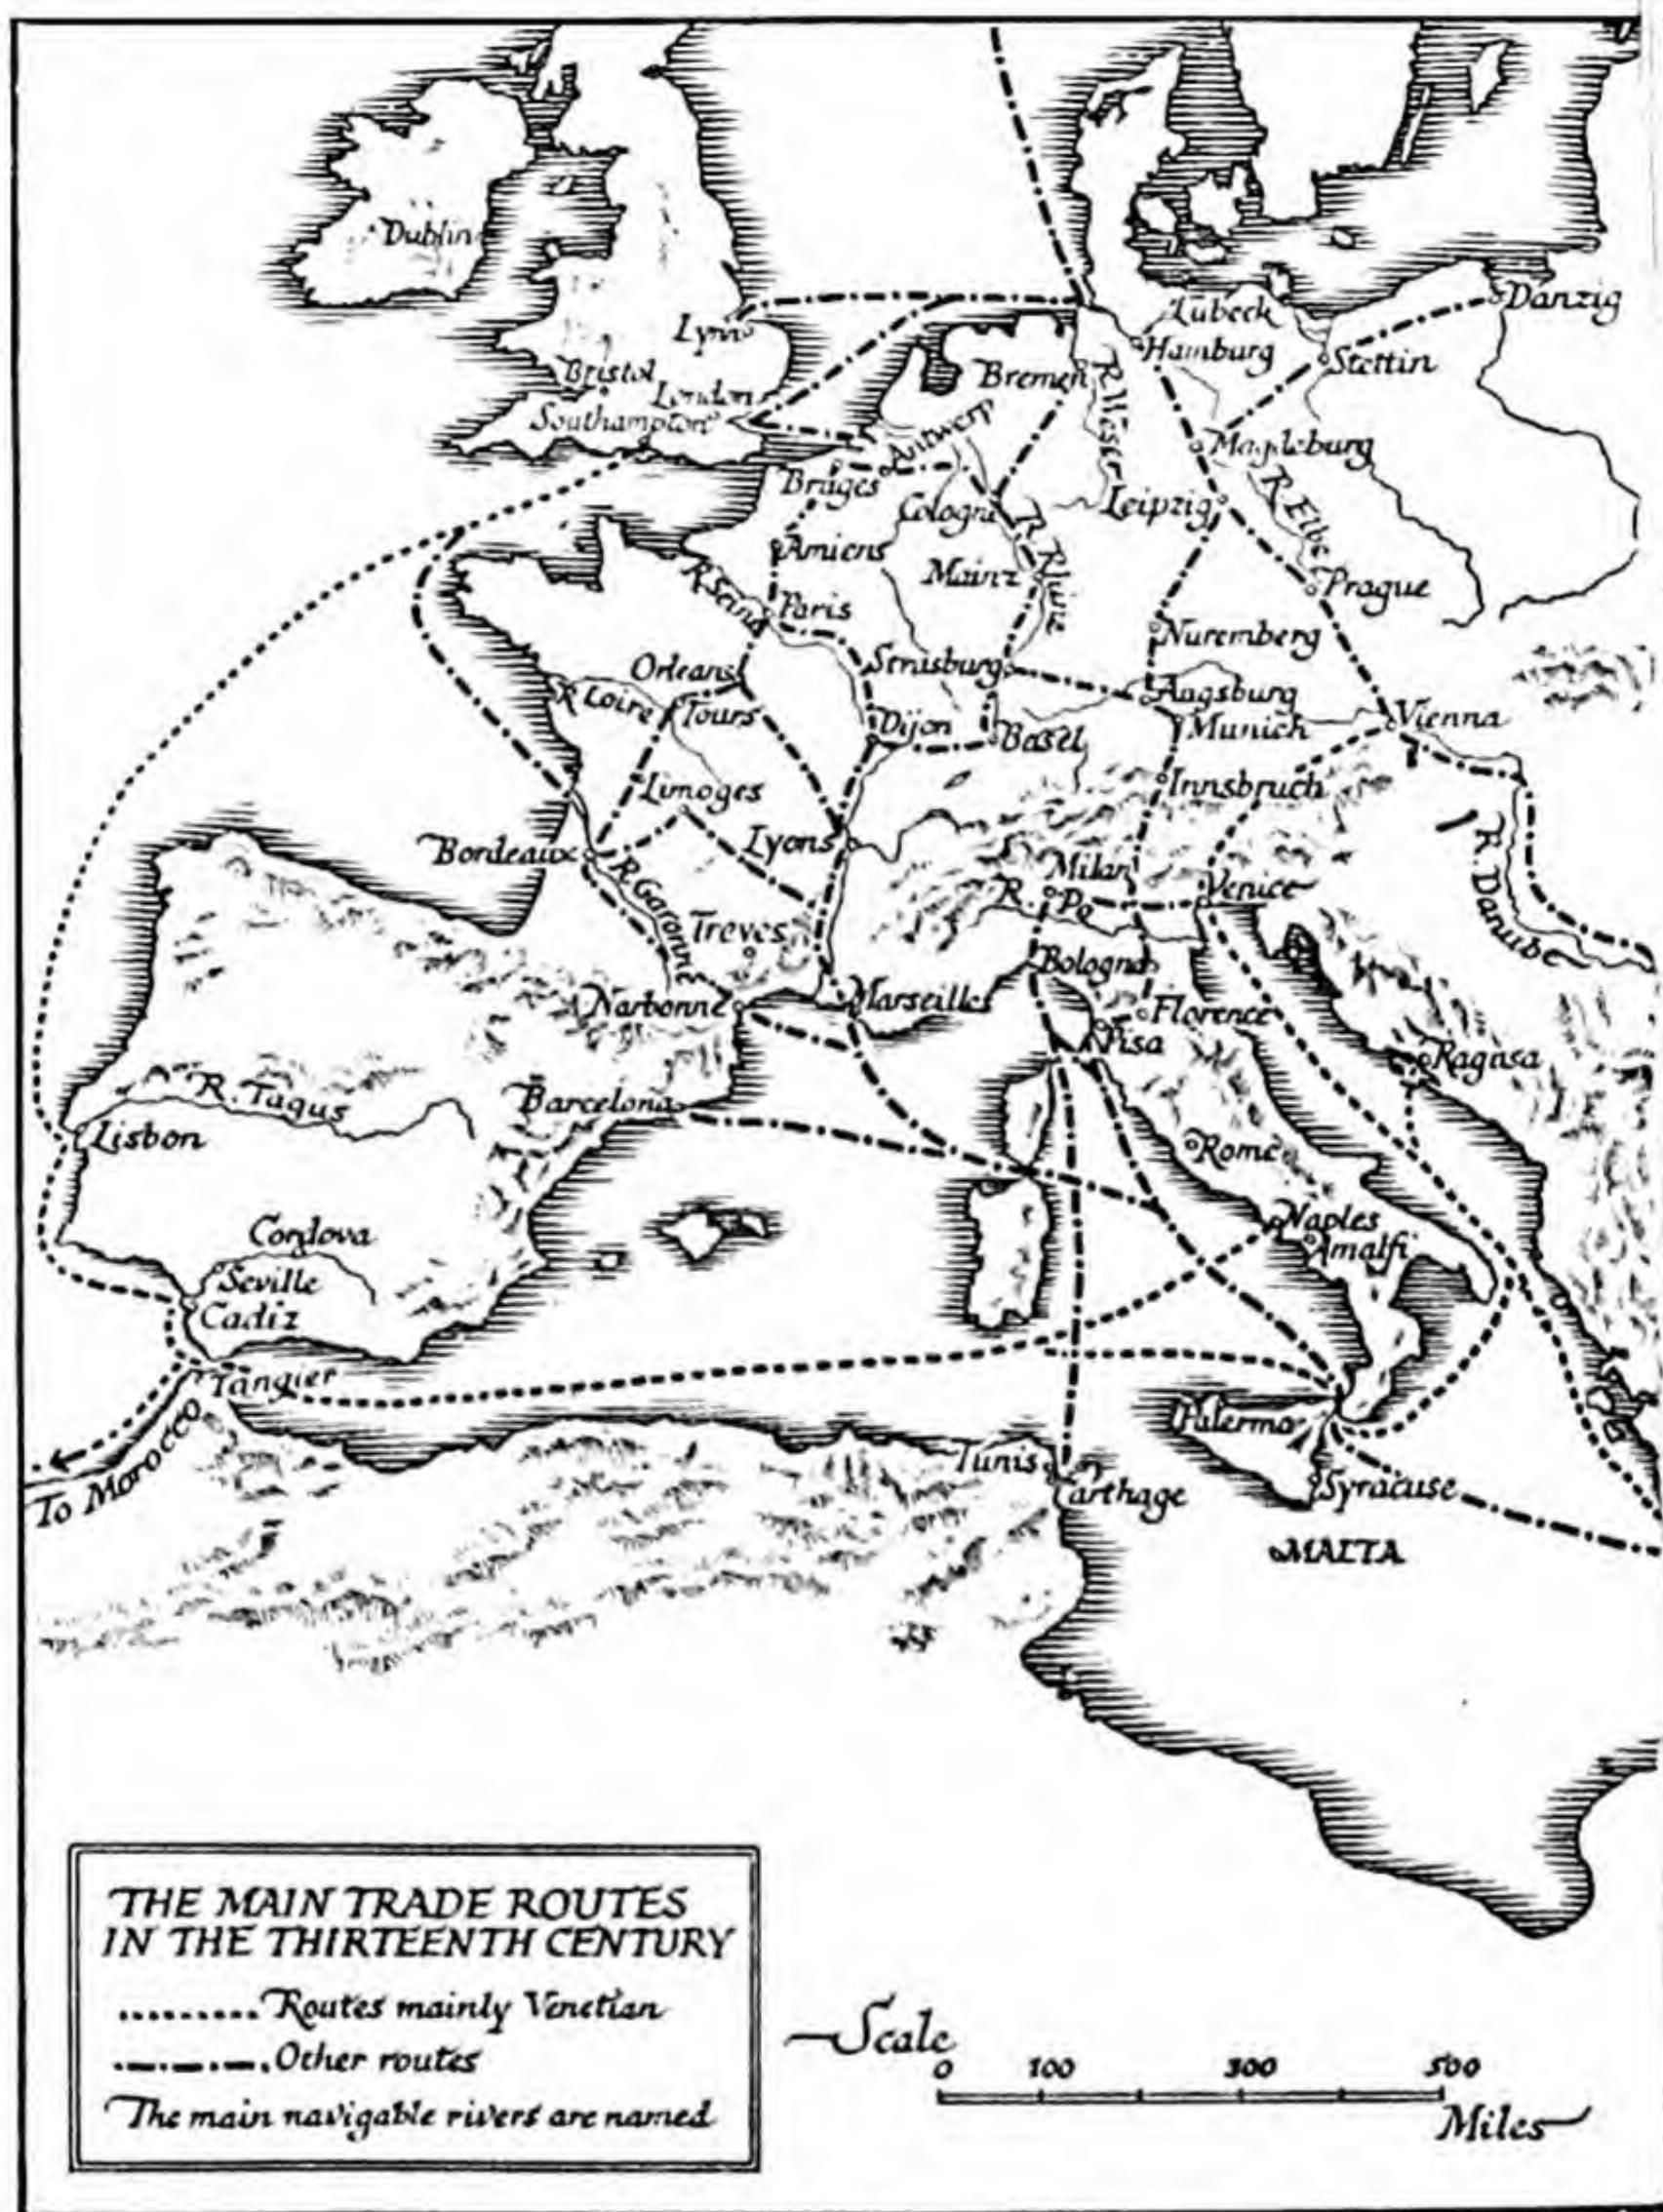 Dublin
Lübeck
Danzig
Lynn
Hamburg
Stettin
Bristol
Bremen
London
R. Weser
Southampton
Antwerp
Magdeburg
Bruges
Cologne
Leipzig
R. Elbe
R. Rhine
Amiens
Mainz
Prague
R Seine
Paris
Nuremberg
Orleans
Strasburg
R Loire
Tours
Augsburg
Dijon
Munich
Vienna
Basel
Limoges
Innsbruch
Lyons
Bordeaux
Milan
R. Po
Venice
R. Garonne
R. Danube
Treves
Bologna
Narbonne
Marseilles
Florence
Pisa
Ragusa
R. Tagus
Barcelona
Lisbon
Rome
Naples
Cordova
Amalfi
Seville
Cadiz
Tangier
Palermo
To Morocco
Tunis
Carthage
Syracuse
MALTA
THE MAIN TRADE ROUTES
IN THE THIRTEENTH CENTURY
Routes mainly Venetian
Other routes
The main navigable rivers are named
Scale
0 100 300 500
Miles